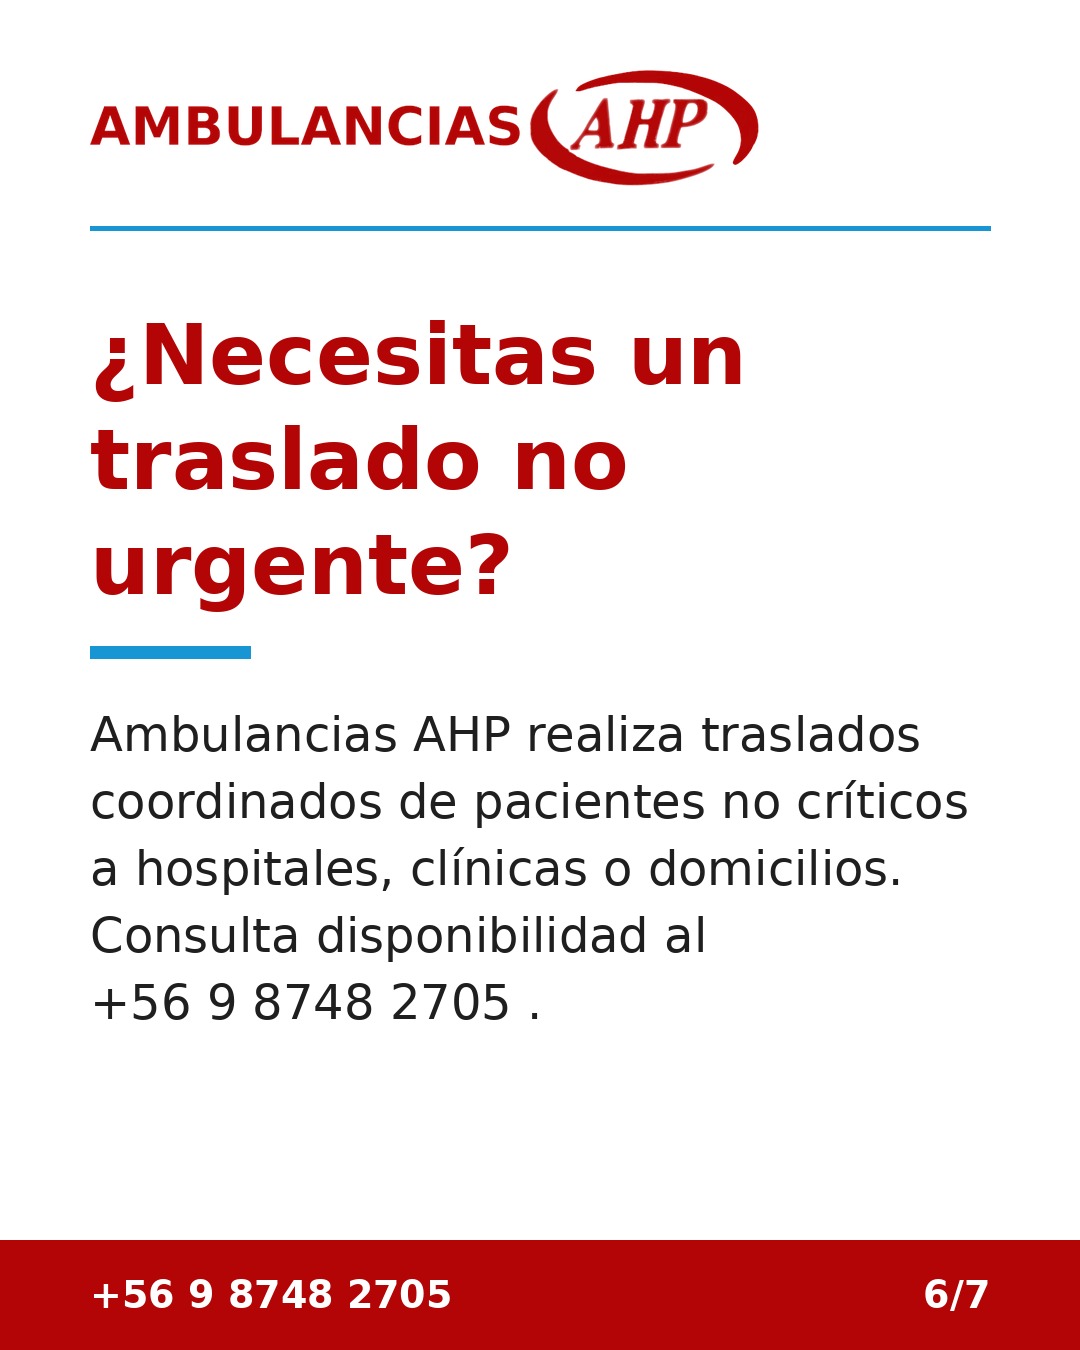 AMBULANCIAS AHP
¿Necesitas un
traslado no
urgente?
Ambulancias AHP realiza traslados
coordinados de pacientes no críticos
a hospitales, clínicas o domicilios.
Consulta disponibilidad al
+56 9 8748 2705 .
+56 9 8748 2705 6/7